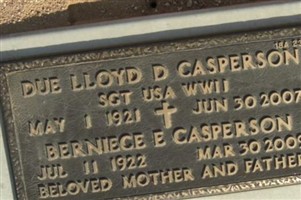 DUE LLOYD D CASPERSON
SGT USA WWII
MAY 1 1921 JUN 30 2007
BERNIECE E CASPERSON
JUL 11 1922 MAR 30 200
BELOVED MOTHER AND FATHER